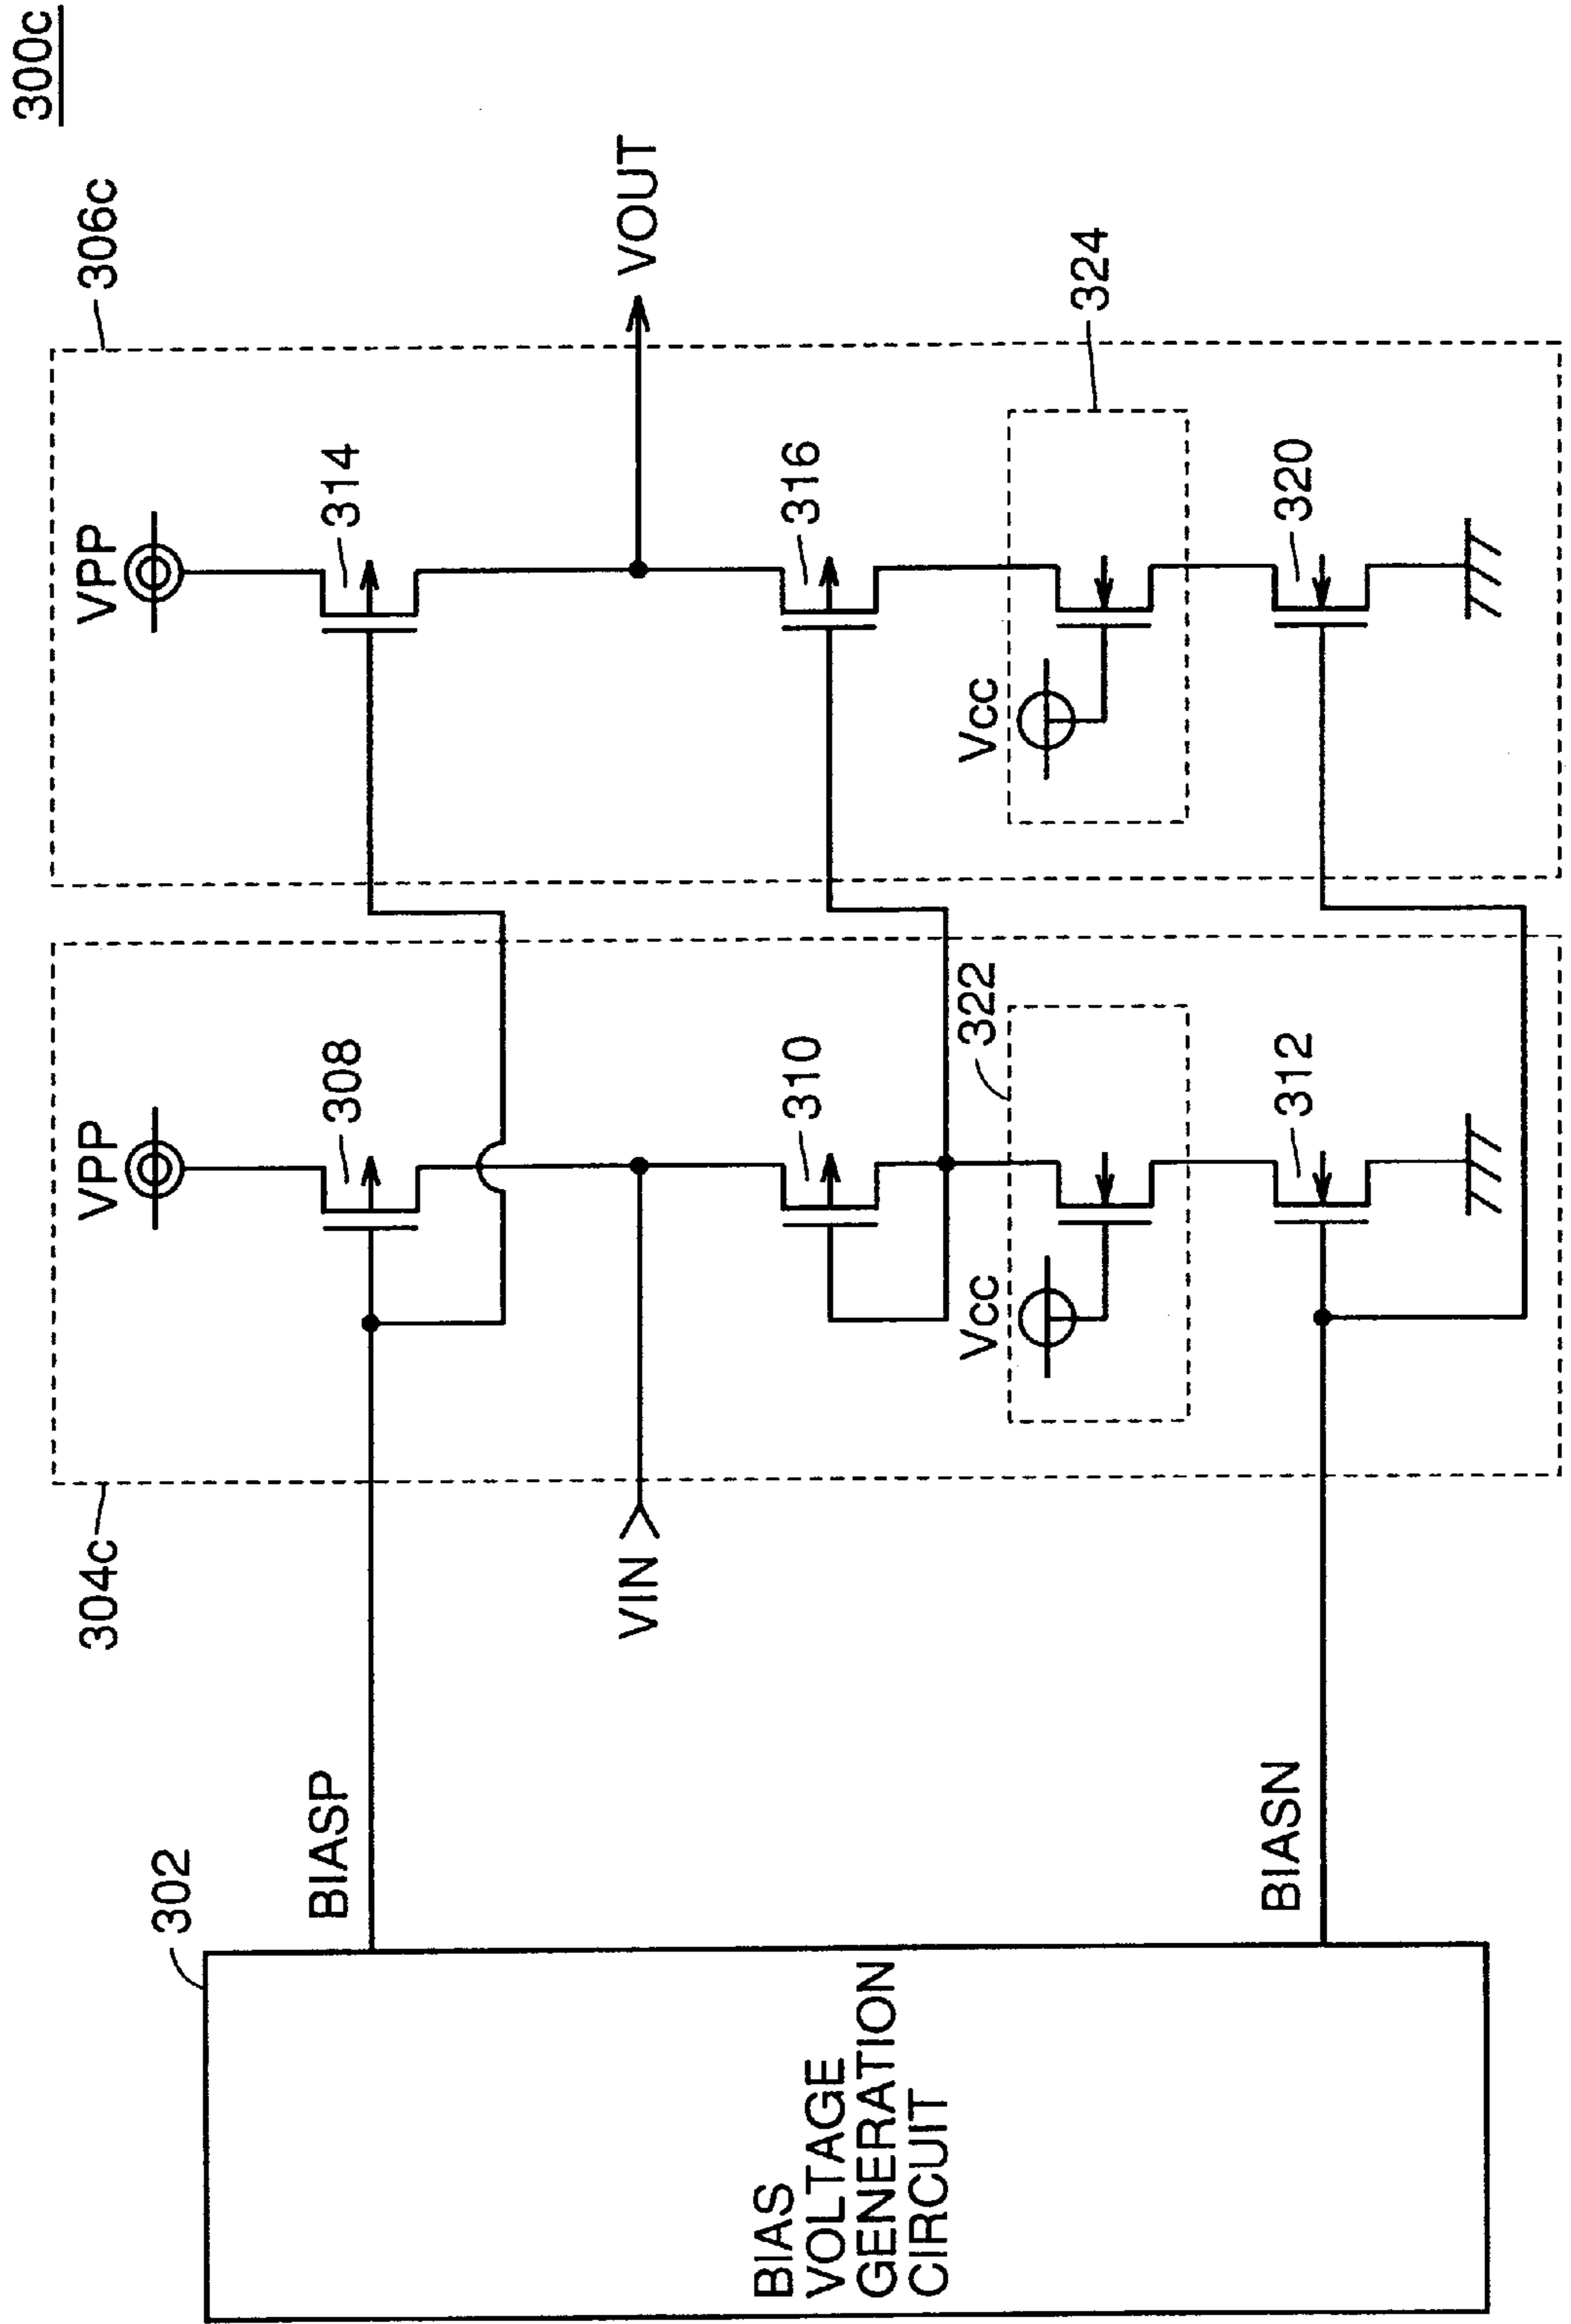 300c
302
BIAS
VOLTAGE
GENERATION
CIRCUIT
BIASP
BIASN
304c
VIN
VPP
308
310
322
Vcc
312
306c
VPP
314
VOUT
316
324
Vcc
320